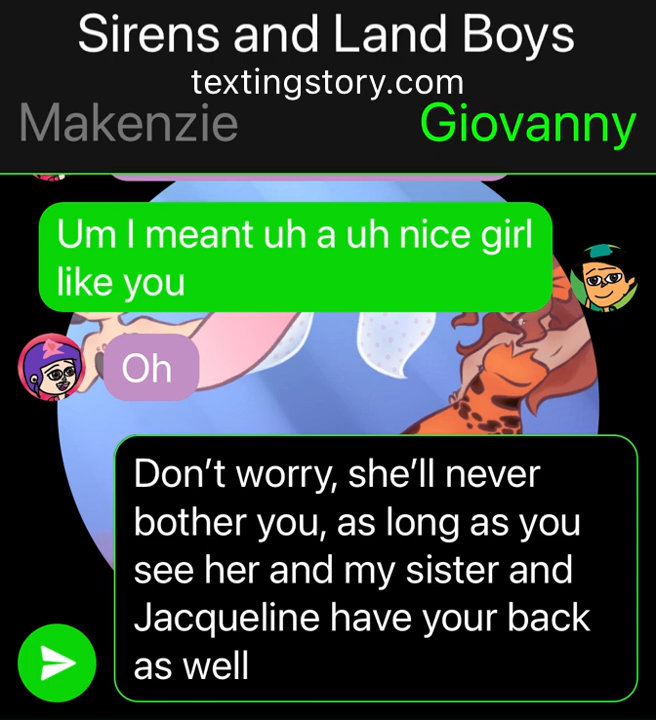 Sirens and Land Boys
textingstory.com
Makenzie Giovanny
Um I meant uh a uh nice girl
like you
Oh
Don’t worry, she’ll never
bother you, as long as you
see her and my sister and
Jacqueline have your back
as well